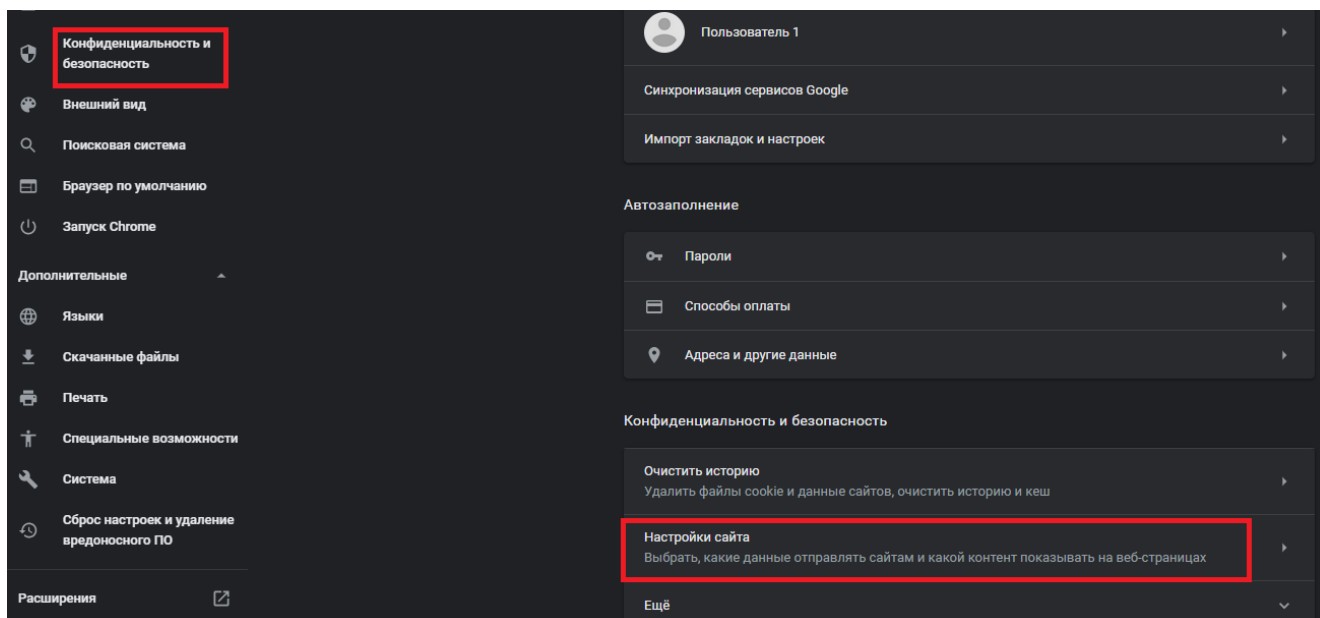 Конфиденциальность и
безопасность
Внешний вид
Поисковая система
Браузер по умолчанию
Запуск Chrome
Дополнительные
Языки
Скачанные файлы
Печать
Специальные возможности
Система
Сброс настроек и удаление
вредоносного ПО
Расширения
Пользователь 1
Синхронизация сервисов Google
Импорт закладок и настроек
Автозаполнение
Пароли
Способы оплаты
Адреса и другие данные
Конфиденциальность и безопасность
Очистить историю
Удалить файлы cookie и данные сайтов, очистить историю и кеш
Настройки сайта
Выбрать, какие данные отправлять сайтам и какой контент показывать на веб-страницах
Ещё